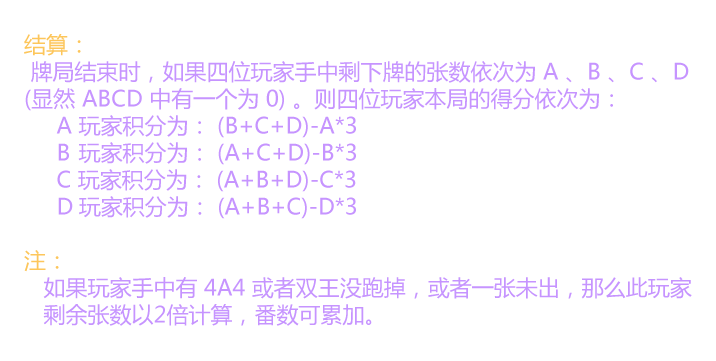 结算：
牌局结束时，如果四位玩家手中剩下牌的张数依次为 A 、B 、C 、D
(显然 ABCD 中有一个为 0) 。则四位玩家本局的得分依次为：
A 玩家积分为： (B+C+D)-A*3
B 玩家积分为： (A+C+D)-B*3
C 玩家积分为： (A+B+D)-C*3
D 玩家积分为： (A+B+C)-D*3
注：
如果玩家手中有 4A4 或者双王没跑掉，或者一张未出，那么此玩家
剩余张数以2倍计算，番数可累加。